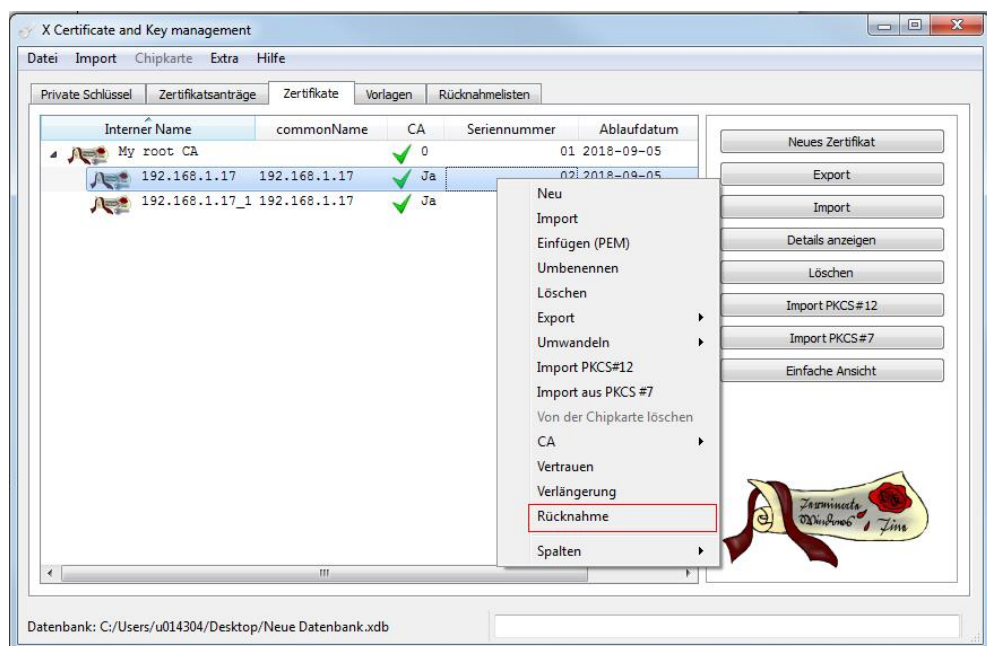 X Certificate and Key management
Datei Import Chipkarte Extra Hilfe
Private Schlüssel Zertifikatsanträge Zertifikate Vorlagen Rücknahmelisten
Interner Name commonName CA Seriennummer Ablaufdatum
My root CA 0 01 2018-09-05
192.168.1.17 192.168.1.17 Ja 02 2018-09-05
192.168.1.17_1 192.168.1.17 Ja
Neu
Import
Einfügen (PEM)
Umbenennen
Löschen
Export
Umwandeln
Import PKCS#12
Import aus PKCS #7
Von der Chipkarte löschen
CA
Vertrauen
Verlängerung
Rücknahme
Spalten
Neues Zertifikat
Export
Import
Details anzeigen
Löschen
Import PKCS#12
Import PKCS#7
Einfache Ansicht
Datenbank: C:/Users/u014304/Desktop/Neue Datenbank.xdb